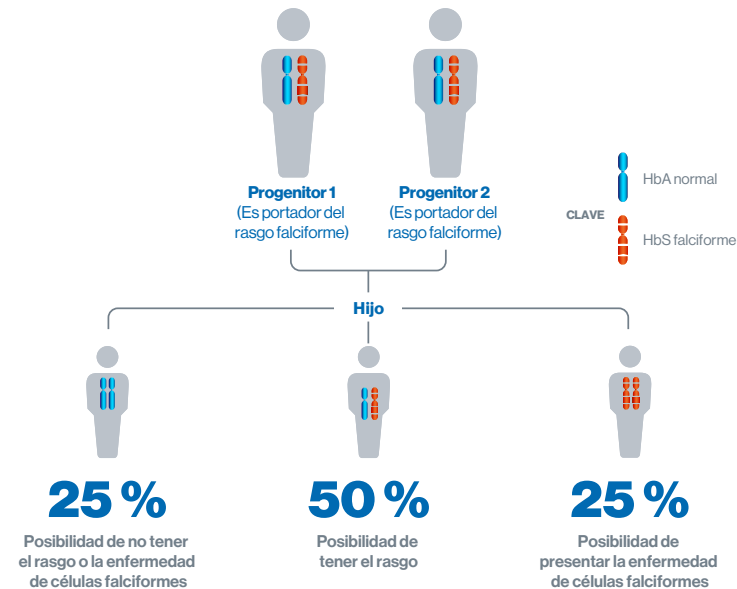 Progenitor 1
(Es portador del
rasgo falciforme)
Progenitor 2
(Es portador del
rasgo falciforme)
CLAVE
HbA normal
HbS falciforme
Hijo
25 %
Posibilidad de no tener
el rasgo o la enfermedad
de células falciformes
50 %
Posibilidad de
tener el rasgo
25 %
Posibilidad de
presentar la enfermedad
de células falciformes